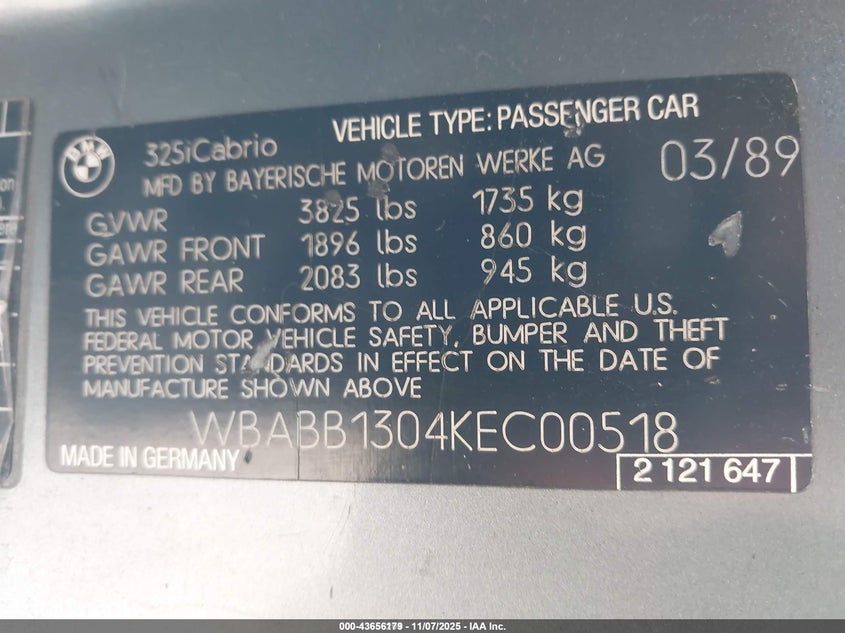 BMW
325iCabrio
VEHICLE TYPE: PASSENGER CAR
MFD BY BAYERISCHE MOTOREN WERKE AG
03/89
GVWR 3825 lbs 1735 kg
GAWR FRONT 1896 lbs 860 kg
GAWR REAR 2083 lbs 945 kg
THIS VEHICLE CONFORMS TO ALL APPLICABLE U.S.
FEDERAL MOTOR VEHICLE SAFETY, BUMPER AND THEFT
PREVENTION STANDARDS IN EFFECT ON THE DATE OF
MANUFACTURE SHOWN ABOVE
WBABB1304KEC00518
MADE IN GERMANY
2 121 647
000-43656179 - 11/07/2025 - IAA Inc.